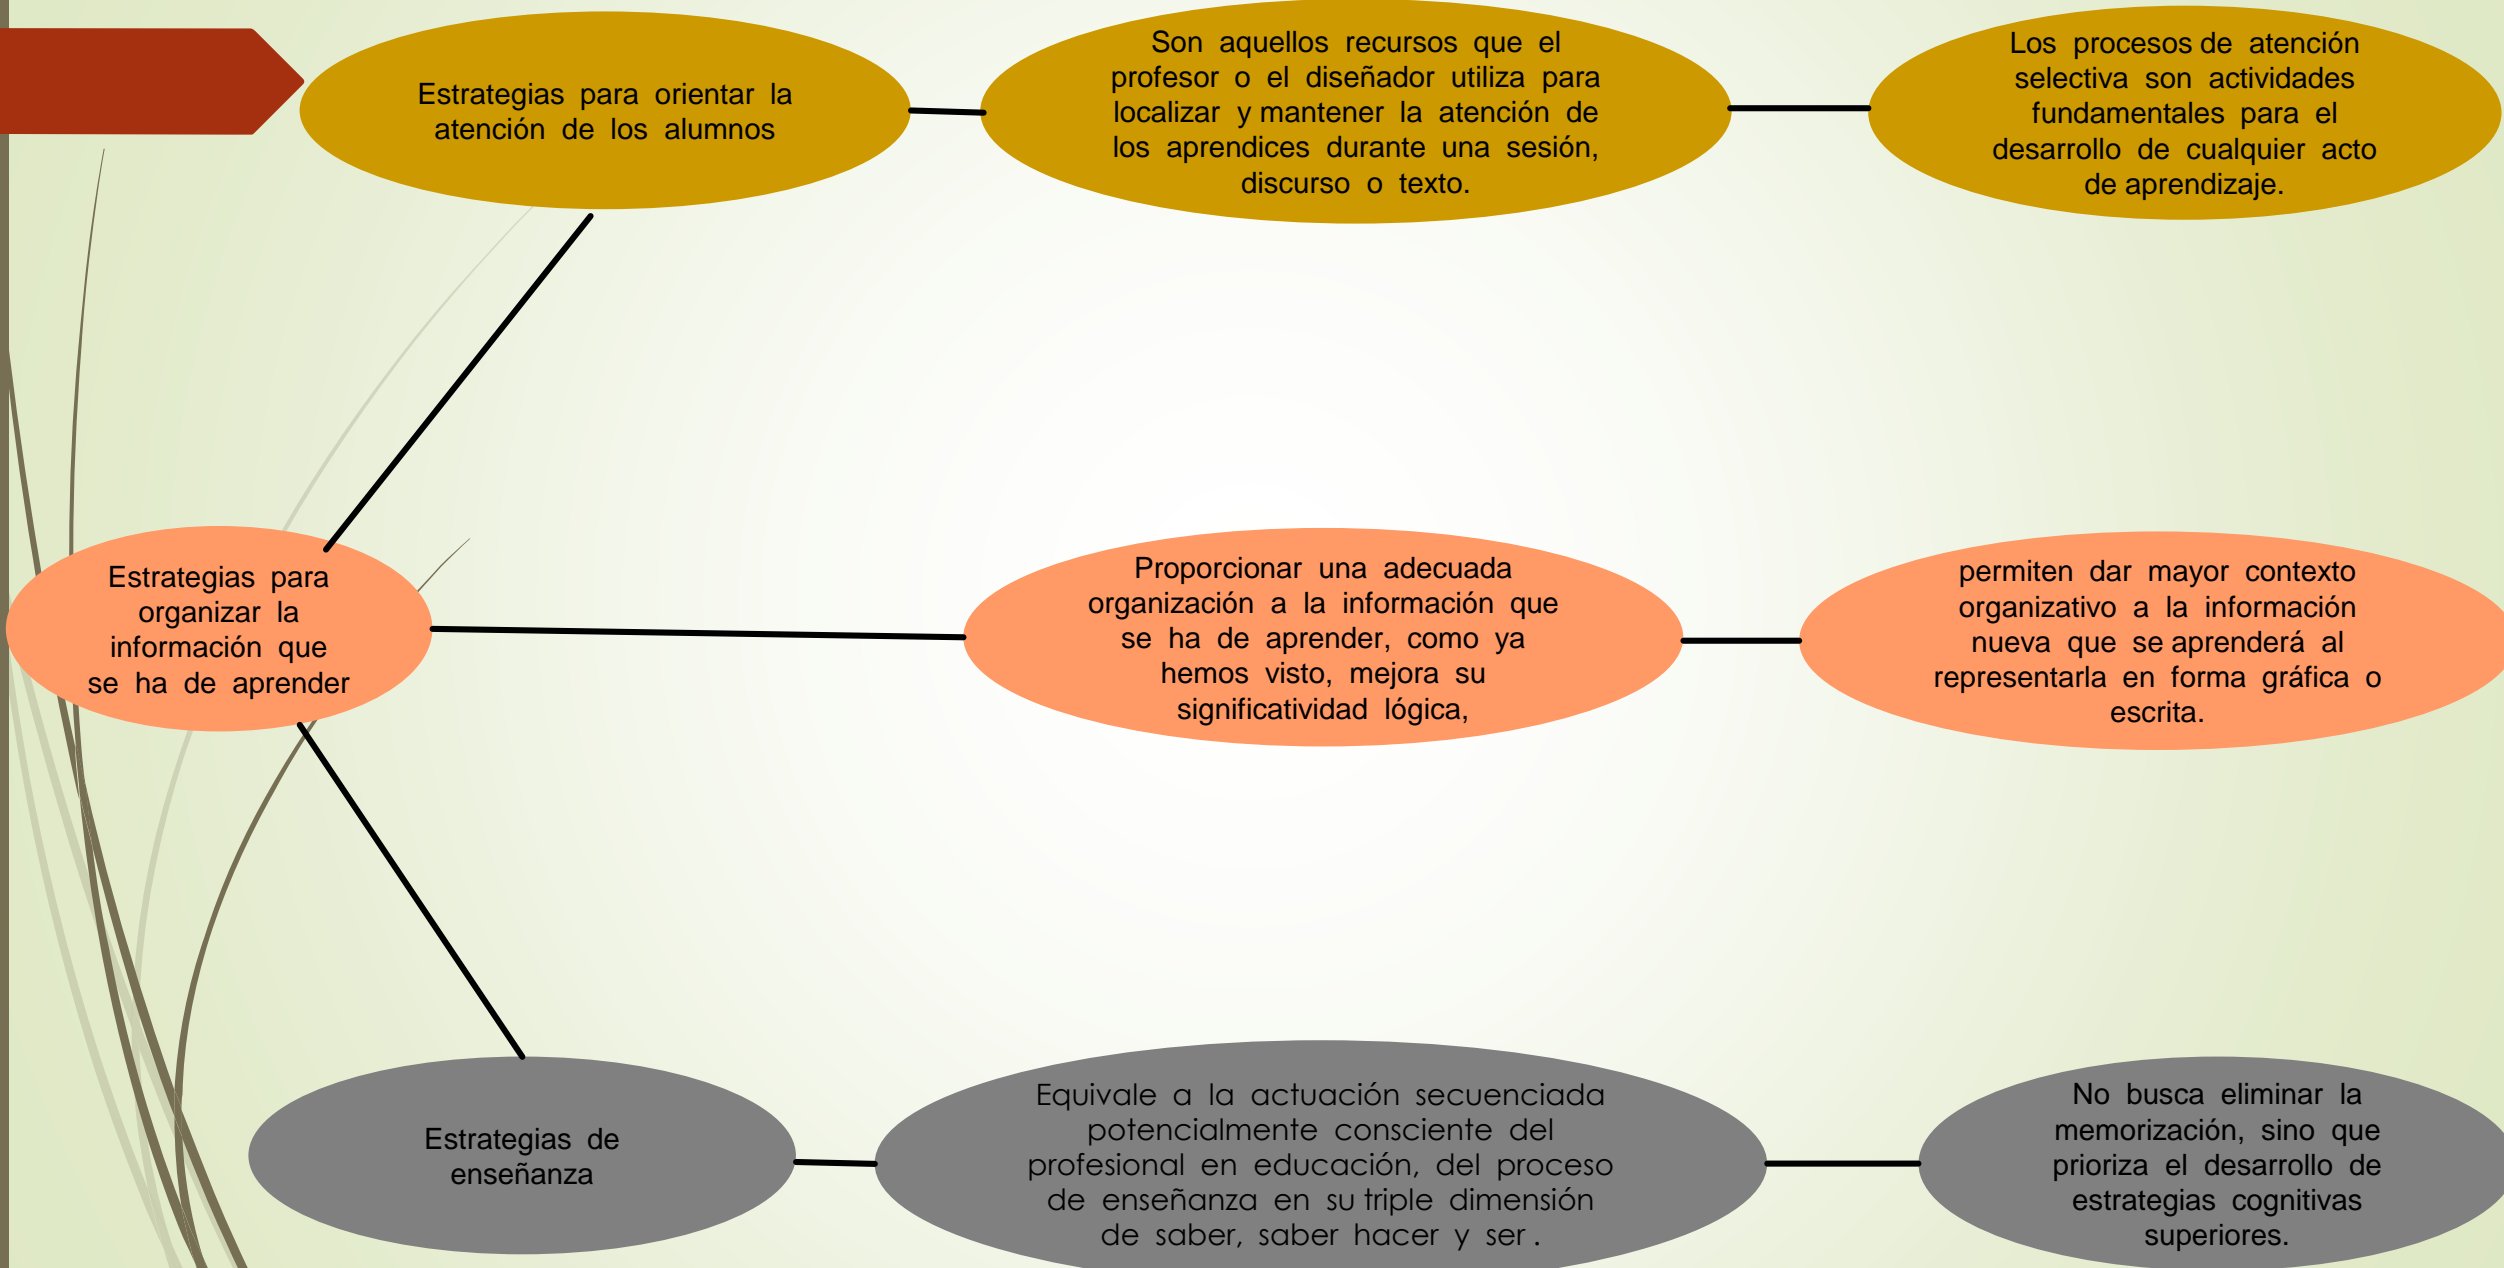 Estrategias para orientar la
atención de los alumnos
Son aquellos recursos que el
profesor o el diseñador utiliza para
localizar y mantener la atención de
los aprendices durante una sesión,
discurso o texto.
Los procesos de atención
selectiva son actividades
fundamentales para el
desarrollo de cualquier acto
de aprendizaje.
Estrategias para
organizar la
información que
se ha de aprender
Proporcionar una adecuada
organización a la información que
se ha de aprender, como ya
hemos visto, mejora su
significatividad lógica,
permiten dar mayor contexto
organizativo a la información
nueva que se aprenderá al
representarla en forma gráfica o
escrita.
Estrategias de
enseñanza
Equivale a la actuación secuenciada
potencialmente consciente del
profesional en educación, del proceso
de enseñanza en su triple dimensión
de saber, saber hacer y ser.
No busca eliminar la
memorización, sino que
prioriza el desarrollo de
estrategias cognitivas
superiores.